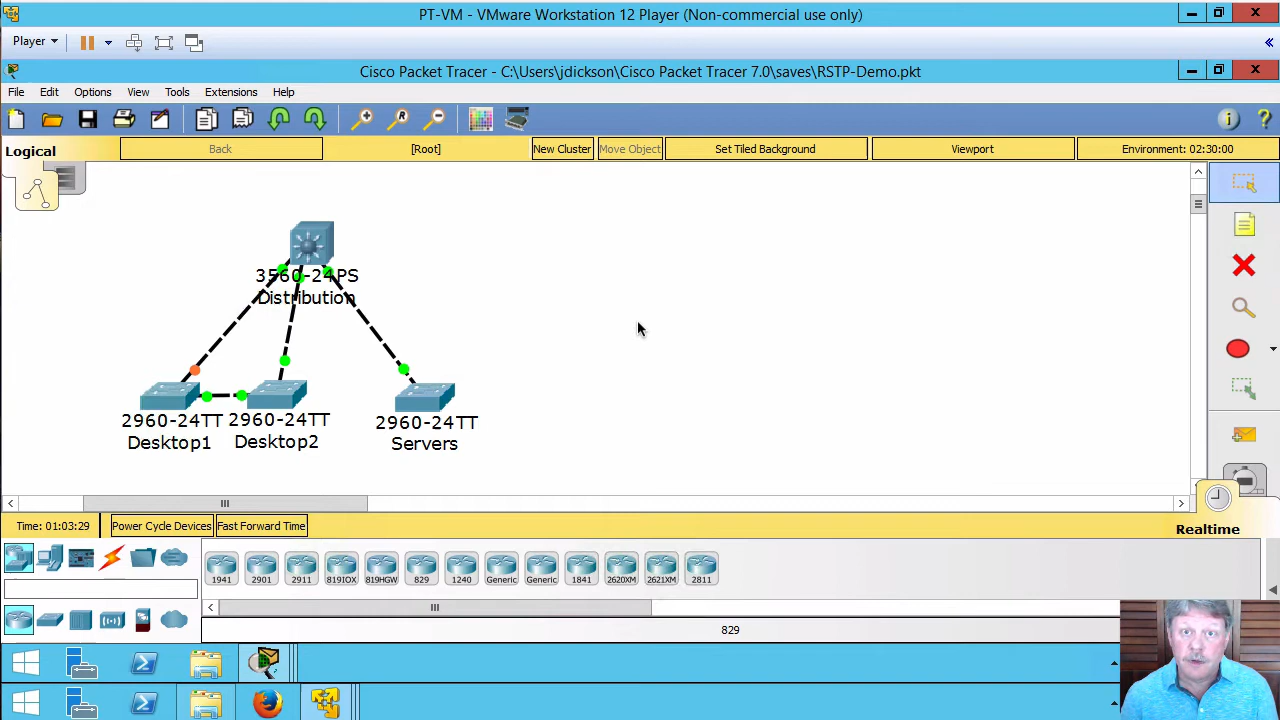 PT-VM - VMware Workstation 12 Player (Non-commercial use only)
Player
Cisco Packet Tracer - C:\Users\jdickson\Cisco Packet Tracer 7.0\saves\RSTP-Demo.pkt
File Edit Options View Tools Extensions Help
Logical Back [Root] New Cluster Move Object Set Tiled Background Viewport Environment: 02:30:00
3560-24PS
Distribution
2960-24TT 2960-24TT 2960-24TT
Desktop1 Desktop2 Servers
Time: 01:03:29 Power Cycle Devices Fast Forward Time Realtime
1941 2901 2911 819IOX 819HGW 829 1240 Generic Generic 1841 2620XM 2621XM 2811
829